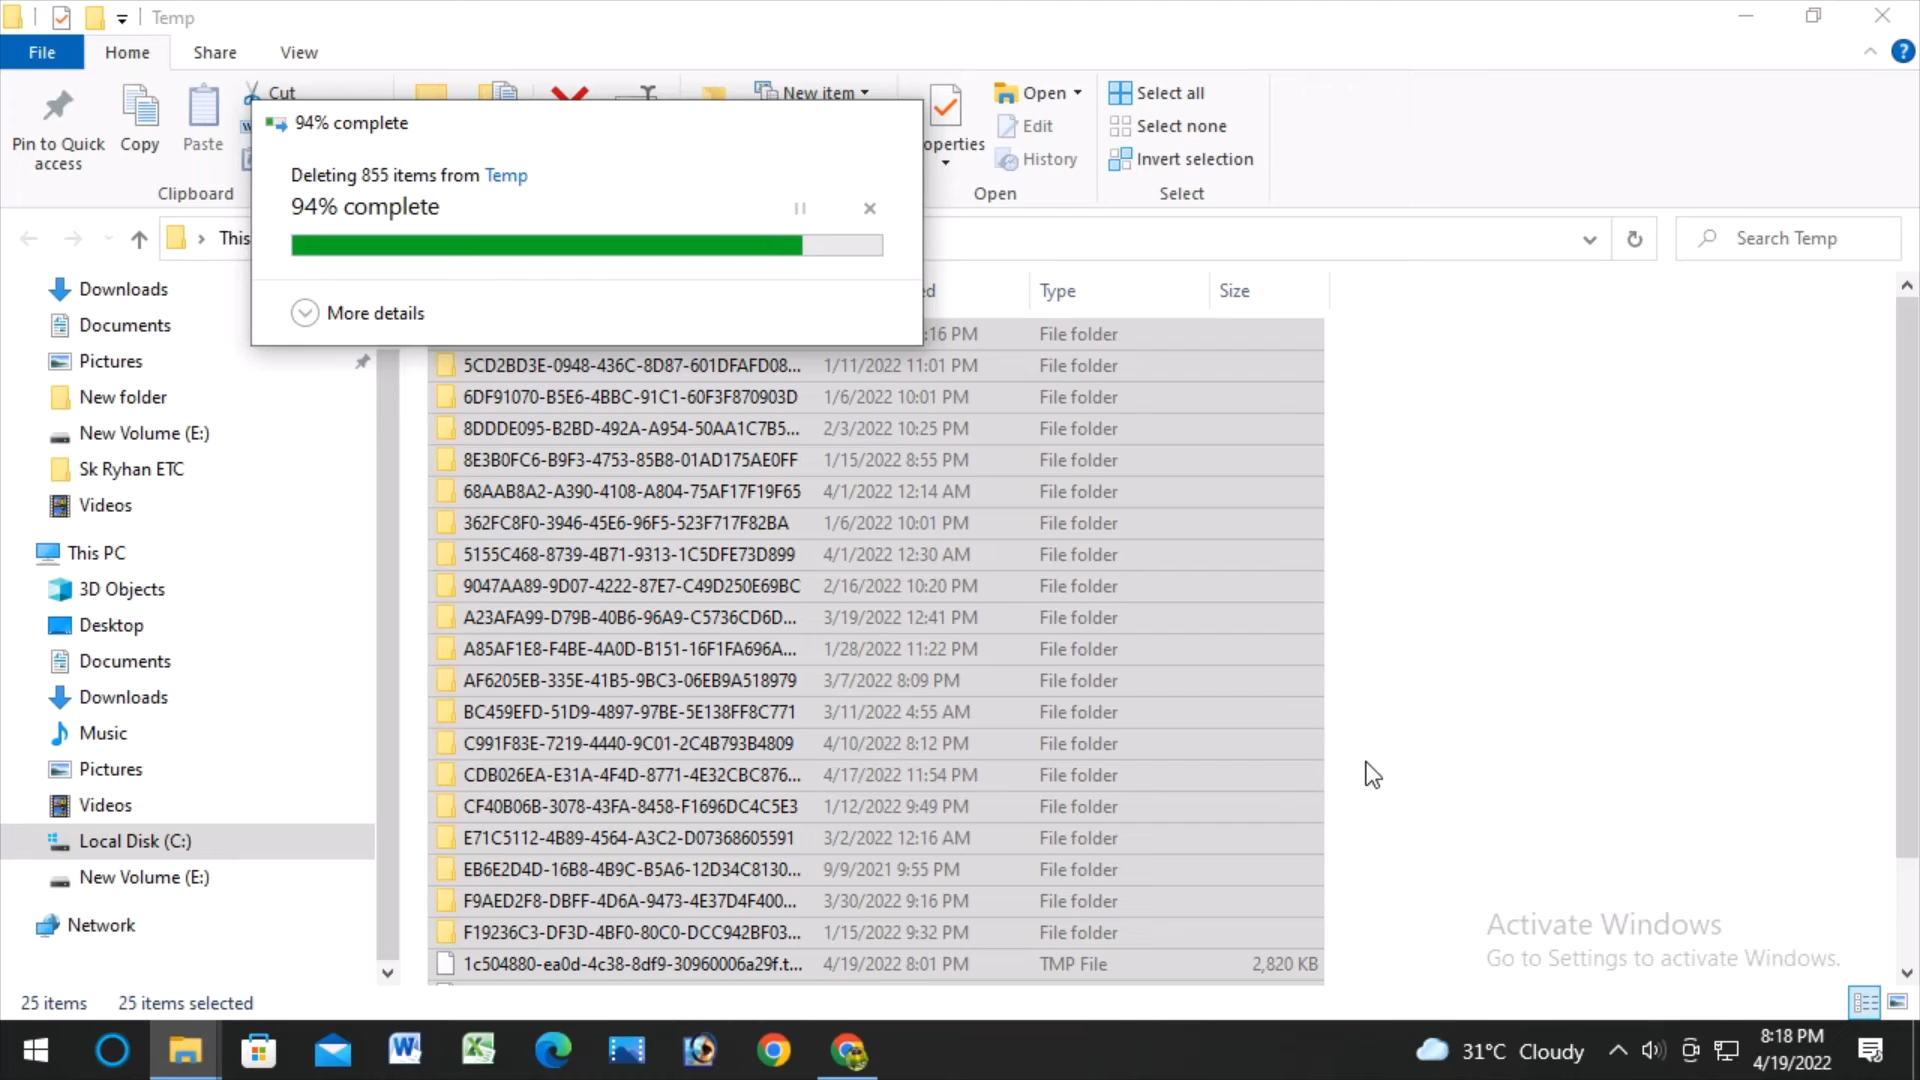 Temp
File
Home
Share
View
Cut
New item
Open
Select all
Edit
Select none
Pin to Quick access
Copy
Paste
operties
History
Invert selection
Clipboard
Open
Select
94% complete
Deleting 855 items from Temp
94% complete
More details
This
Search Temp
Downloads
Documents
Pictures
New folder
New Volume (E:)
Sk Ryhan ETC
Videos
This PC
3D Objects
Desktop
Documents
Downloads
Music
Pictures
Videos
Local Disk (C:)
New Volume (E:)
Network
ed Type Size
:16 PM File folder
5CD2BD3E-0948-436C-8D87-601DFAFD08... 1/11/2022 11:01 PM File folder
6DF91070-B5E6-4BBC-91C1-60F3F870903D 1/6/2022 10:01 PM File folder
8DDDE095-B2BD-492A-A954-50AA1C7B5... 2/3/2022 10:25 PM File folder
8E3B0FC6-B9F3-4753-85B8-01AD175AE0FF 1/15/2022 8:55 PM File folder
68AAB8A2-A390-4108-A804-75AF17F19F65 4/1/2022 12:14 AM File folder
362FC8F0-3946-45E6-96F5-523F717F82BA 1/6/2022 10:01 PM File folder
5155C468-8739-4B71-9313-1C5DFE73D899 4/1/2022 12:30 AM File folder
9047AA89-9D07-4222-87E7-C49D250E69BC 2/16/2022 10:20 PM File folder
A23AFA99-D79B-40B6-96A9-C5736CD6D... 3/19/2022 12:41 PM File folder
A85AF1E8-F4BE-4A0D-B151-16F1FA696A... 1/28/2022 11:22 PM File folder
AF6205EB-335E-41B5-9BC3-06EB9A518979 3/7/2022 8:09 PM File folder
BC459EFD-51D9-4897-97BE-5E138FF8C771 3/11/2022 4:55 AM File folder
C991F83E-7219-4440-9C01-2C4B793B4809 4/10/2022 8:12 PM File folder
CDB026EA-E31A-4F4D-8771-4E32CBC876... 4/17/2022 11:54 PM File folder
CF40B06B-3078-43FA-8458-F1696DC4C5E3 1/12/2022 9:49 PM File folder
E71C5112-4B89-4564-A3C2-D07368605591 3/2/2022 12:16 AM File folder
EB6E2D4D-16B8-4B9C-B5A6-12D34C8130... 9/9/2021 9:55 PM File folder
F9AED2F8-DBFF-4D6A-9473-4E37D4F400... 3/30/2022 9:16 PM File folder
F19236C3-DF3D-4BF0-80C0-DCC942BF03... 1/15/2022 9:32 PM File folder
1c504880-ea0d-4c38-8df9-30960006a29f.t... 4/19/2022 8:01 PM TMP File 2,820 KB
Activate Windows
Go to Settings to activate Windows.
25 items 25 items selected
31°C Cloudy
8:18 PM
4/19/2022